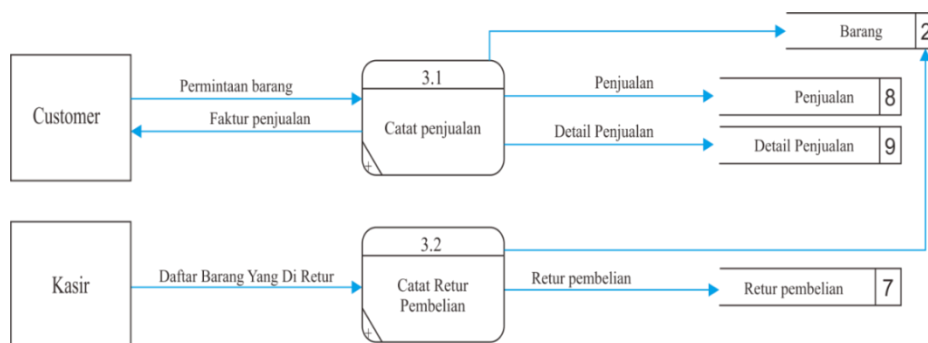 Barang 2
3.1
Permintaan barang
Penjualan
Customer
Penjualan 8
Catat penjualan
Faktur penjualan
Detail Penjualan
Detail Penjualan 9
+
3.2
Kasir
Daftar Barang Yang Di Retur
Catat Retur
Pembelian
Retur pembelian
Retur pembelian 7
+